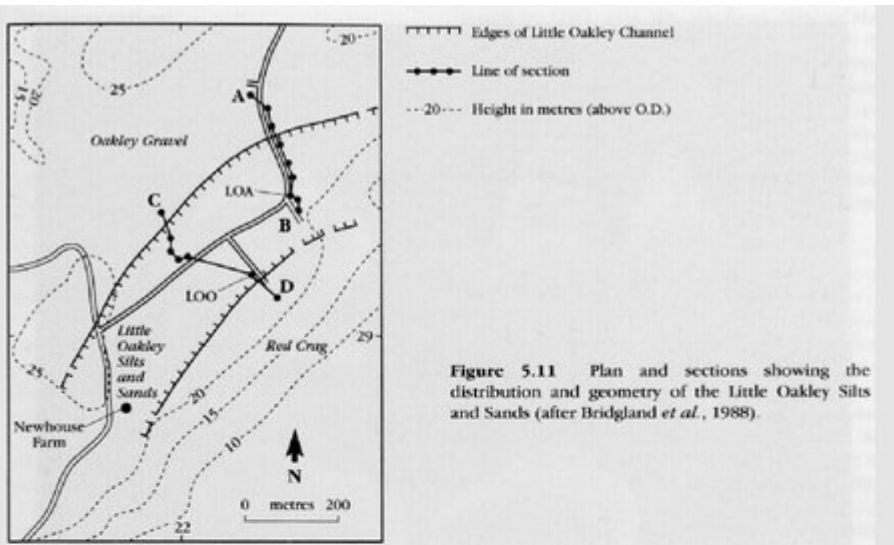 20
25
20
15
A
Oakley Gravel
LOA
C
B
D
LOO
Little
Oakley
Silts
and
Sands
Red Crag
29
25
20
15
10
Newhouse
Farm
N
0 metres 200
22
Edges of Little Oakley Channel
Line of section
--20--- Height in metres (above O.D.)
Figure 5.11 Plan and sections showing the
distribution and geometry of the Little Oakley Silts
and Sands (after Bridgland et al., 1988).